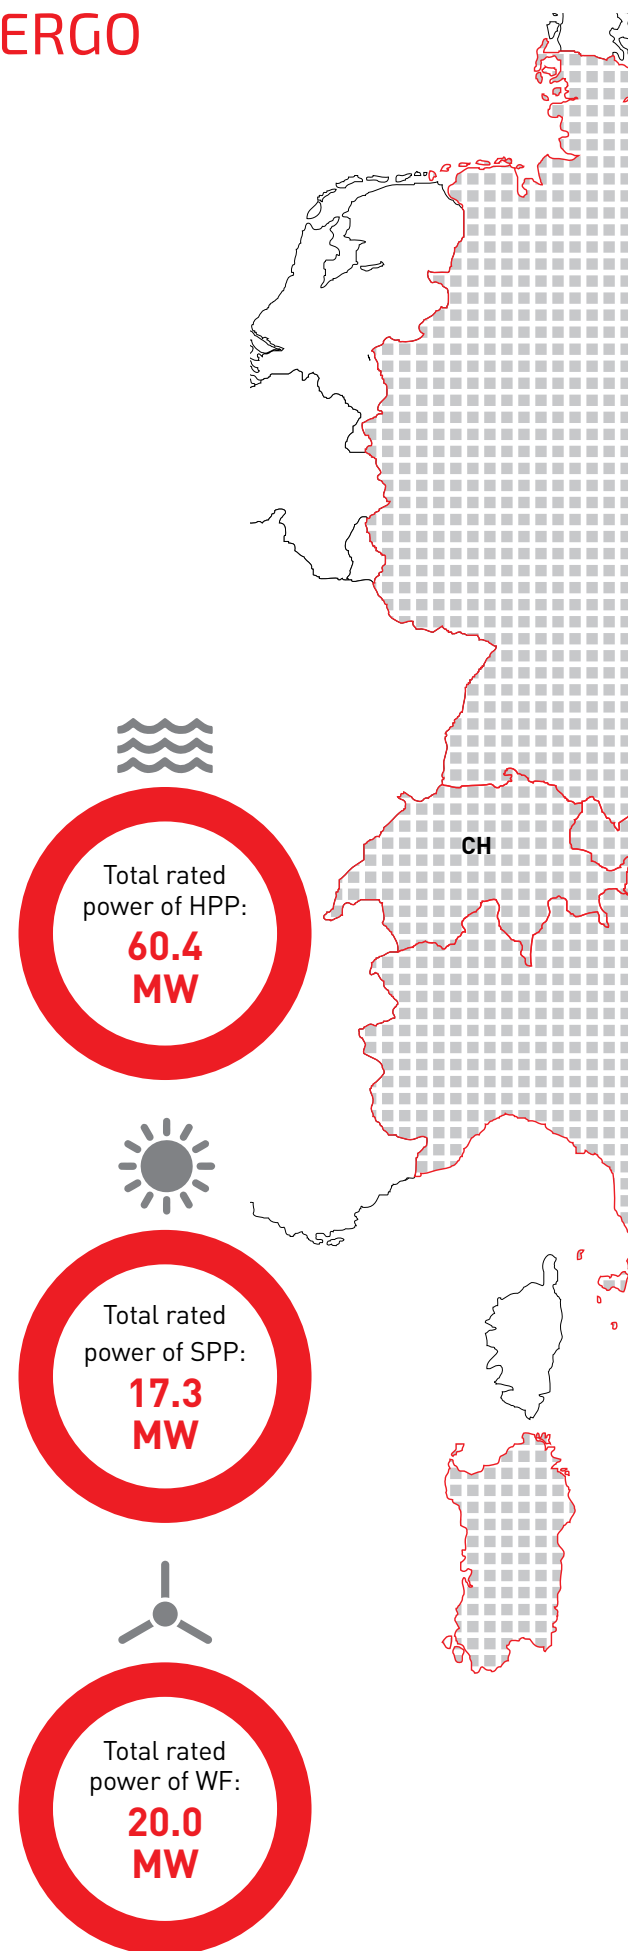 ERGO
CH
Total rated
power of HPP:
60.4
MW
Total rated
power of SPP:
17.3
MW
Total rated
power of WF:
20.0
MW